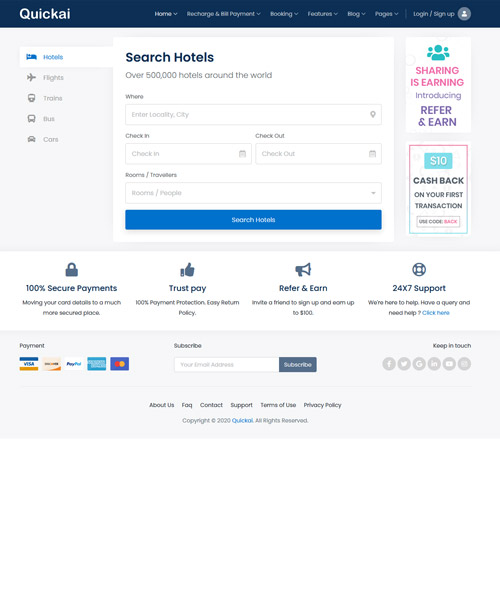 Quickai
Home Recharge & Bill Payment Booking Features Blog Pages Login / Sign up
Hotels
Flights
Trains
Bus
Cars
Search Hotels
Over 500,000 hotels around the world
Where
Enter Locality, City
Check In Check Out
Check In Check Out
Rooms / Travellers
Rooms / People
Search Hotels
SHARING
IS EARNING
Introducing
REFER
& EARN
$10
CASH BACK
ON YOUR FIRST
TRANSACTION
USE CODE: BACK
100% Secure Payments
Moving your card details to a much
more secured place.
Trust pay
100% Payment Protection. Easy Return
Policy.
Refer & Earn
Invite a friend to sign up and earn up
to $100.
24X7 Support
We're here to help. Have a query and
need help ? Click here
Payment
VISA DISCOVER PayPal AMERICAN EXPRESS
Subscribe
Your Email Address Subscribe
Keep in touch
About Us Faq Contact Support Terms of Use Privacy Policy
Copyright © 2020 Quickai. All Rights Reserved.